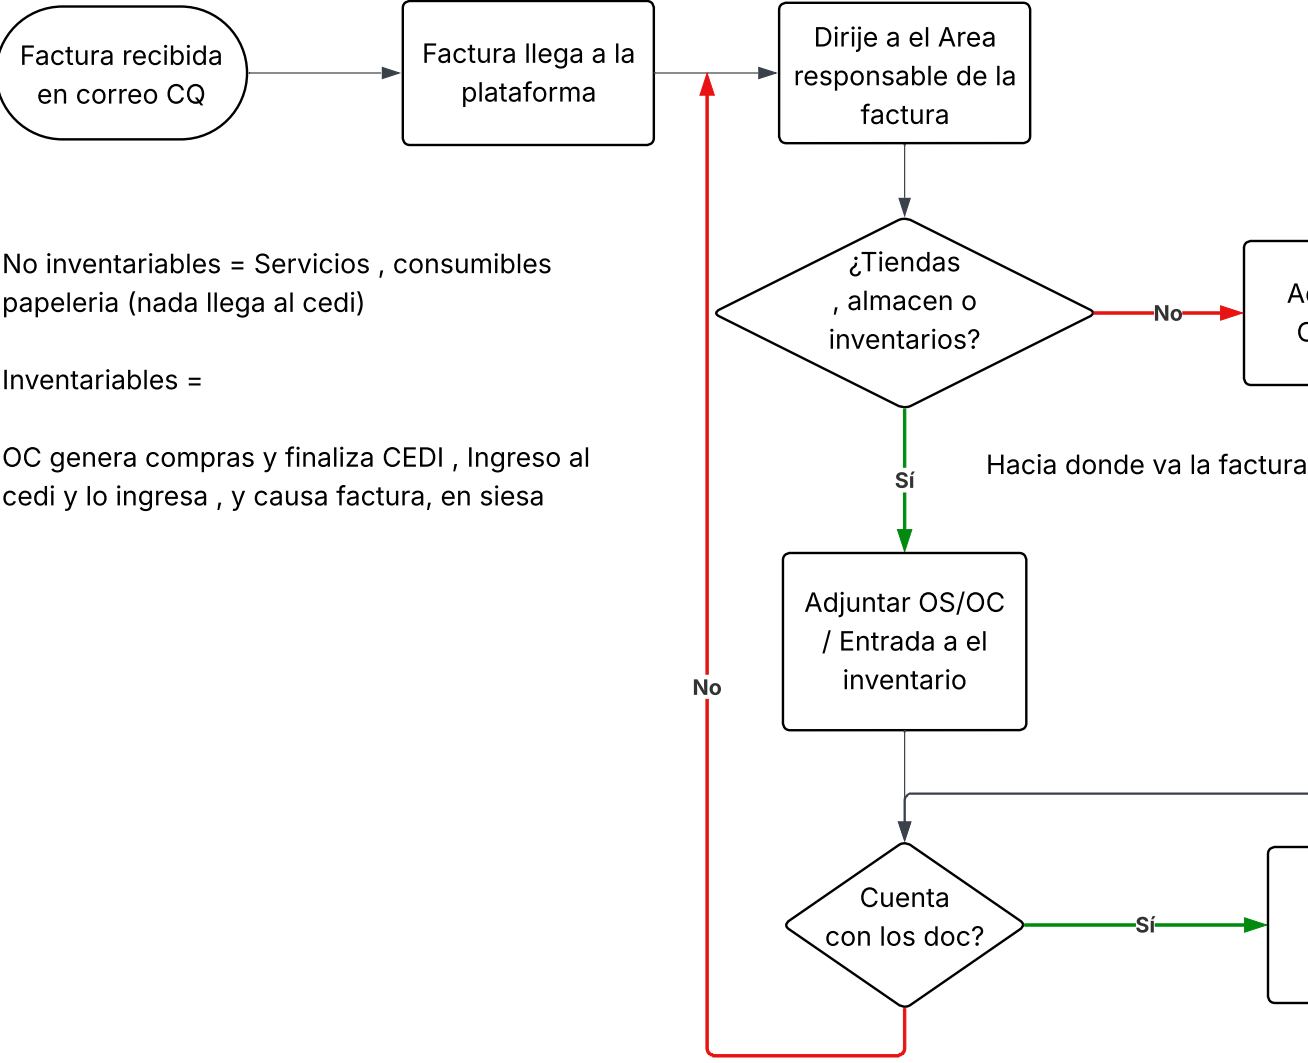 Factura recibida
en correo CQ
Factura llega a la
plataforma
Dirije a el Area
responsable de la
factura
No inventariables = Servicios , consumibles
papeleria (nada llega al cedi)
Inventariables =
OC genera compras y finaliza CEDI , Ingreso al
cedi y lo ingresa , y causa factura, en siesa
¿Tiendas
, almacen o
inventarios?
No
Sí
Hacia donde va la factura
Adjuntar OS/OC
/ Entrada a el
inventario
No
Cuenta
con los doc?
Sí